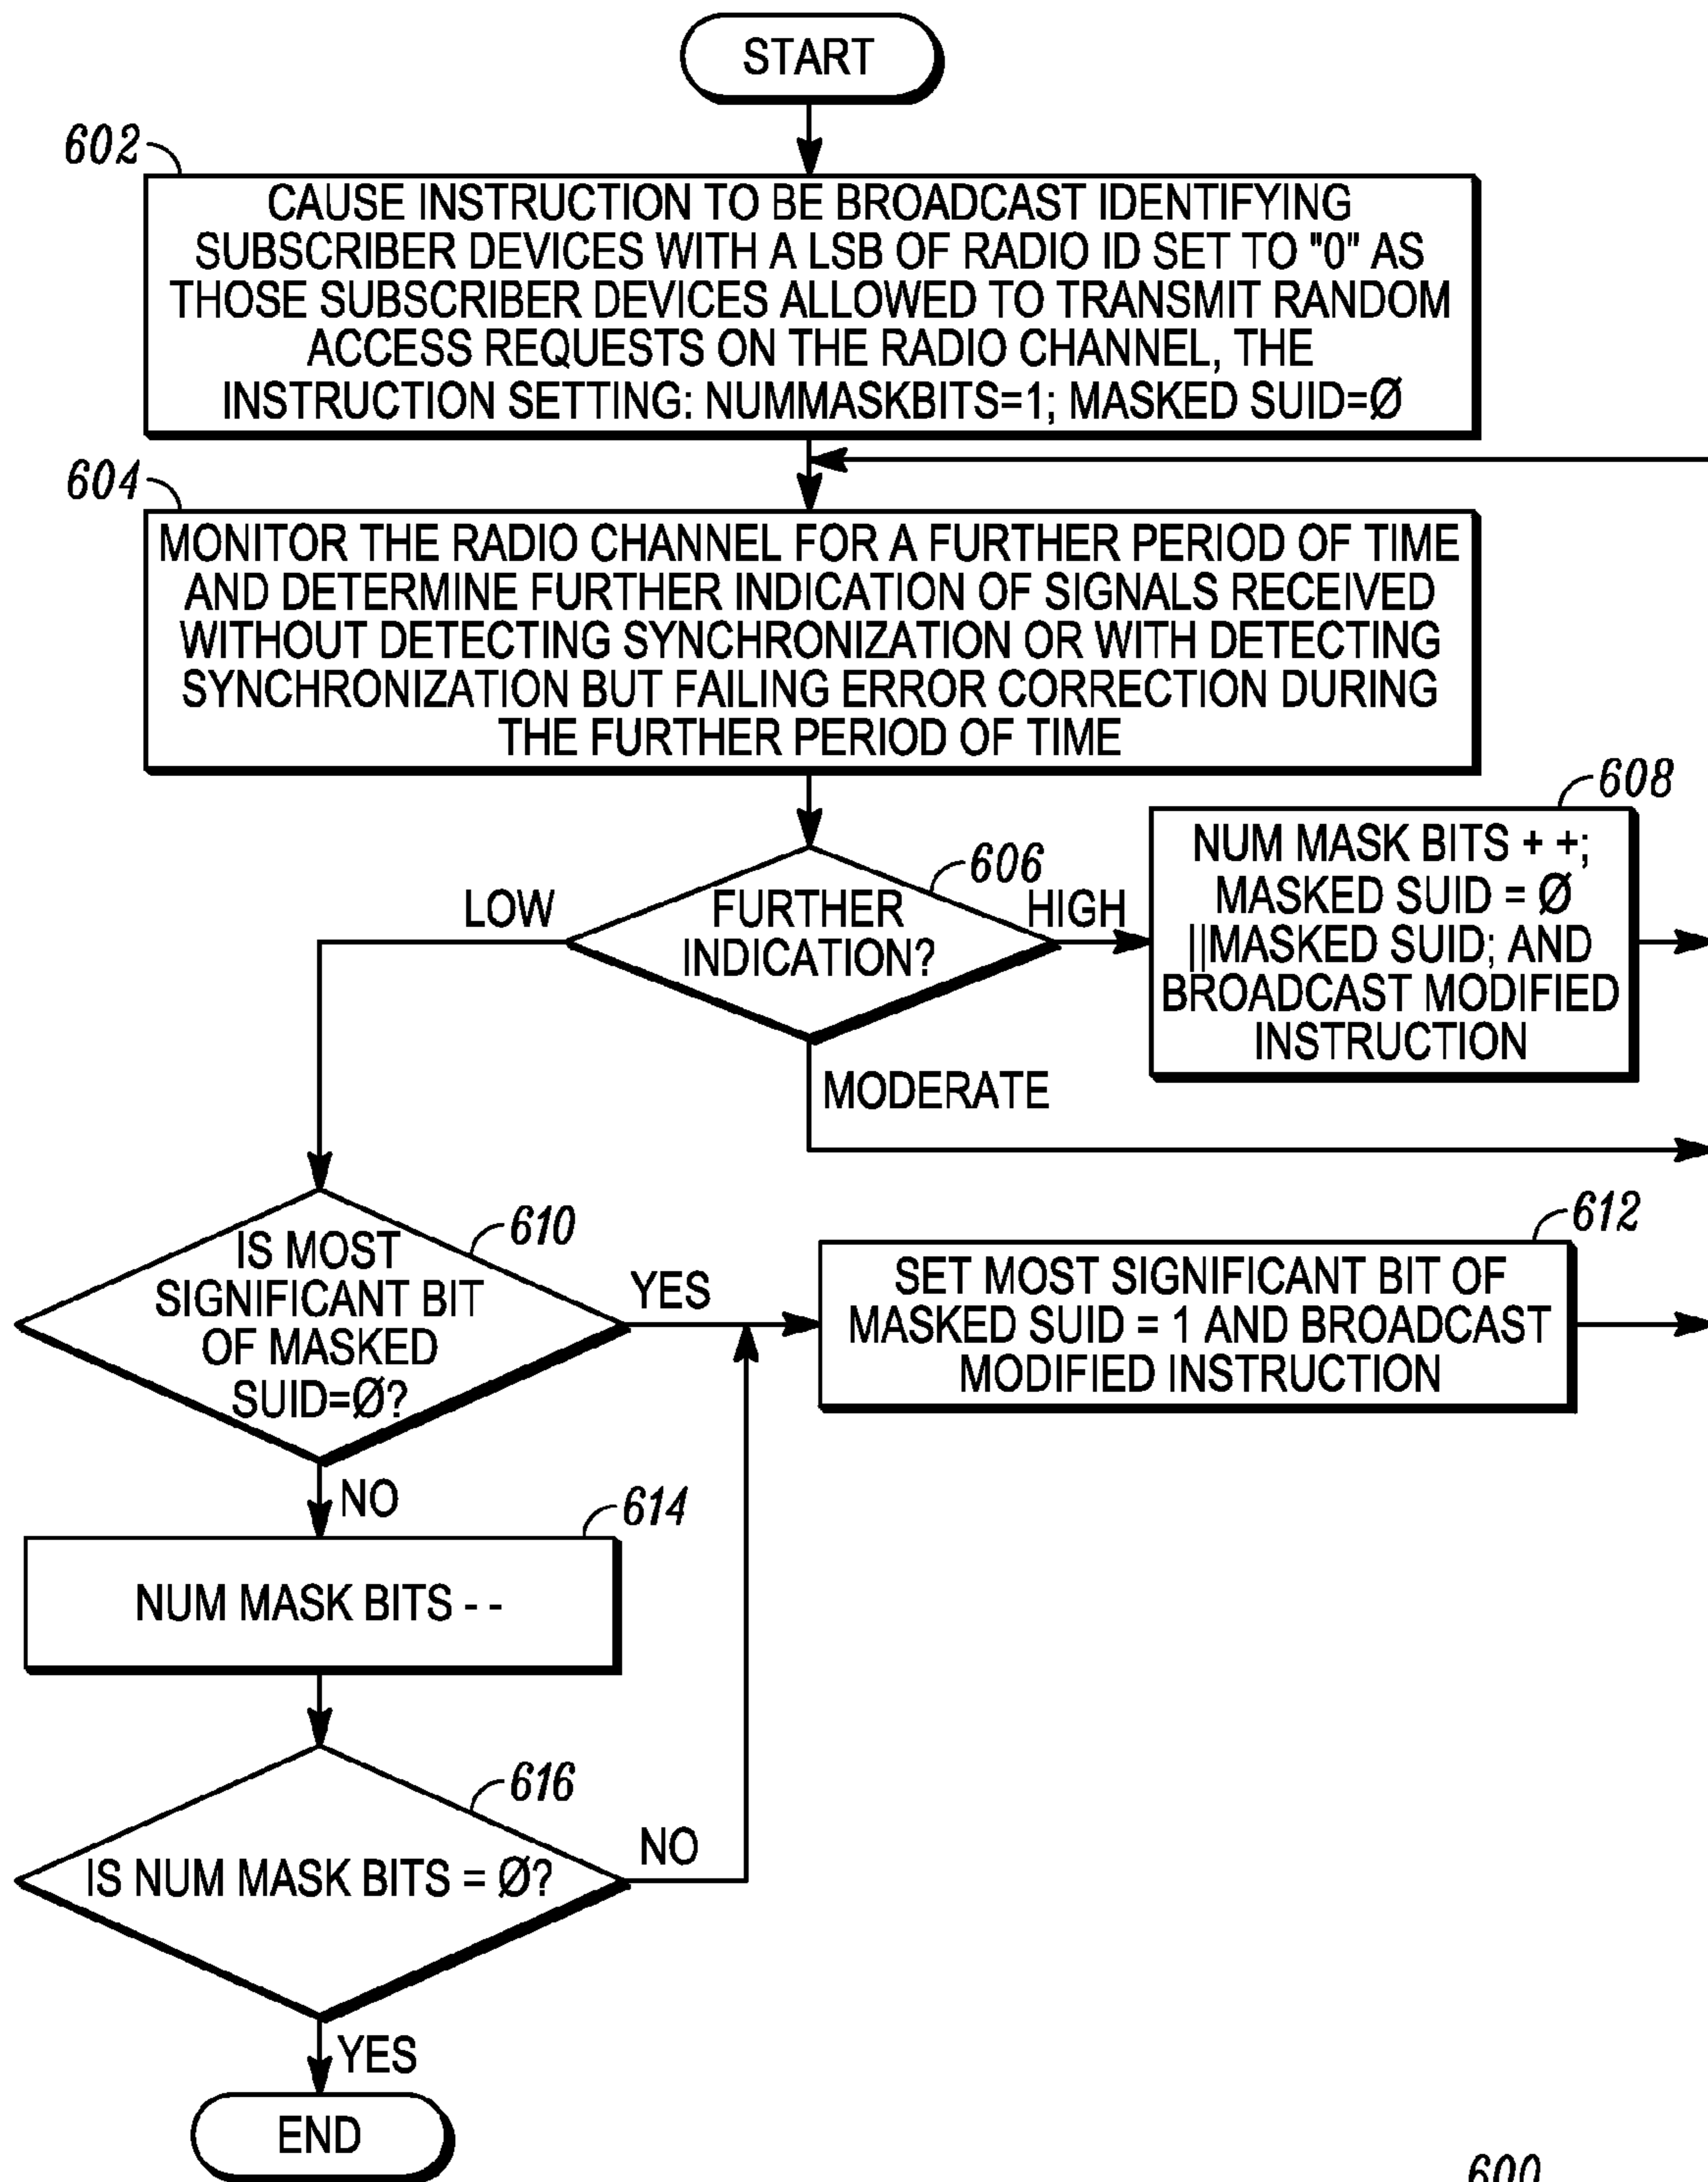 START
602
CAUSE INSTRUCTION TO BE BROADCAST IDENTIFYING
SUBSCRIBER DEVICES WITH A LSB OF RADIO ID SET TO "0" AS
THOSE SUBSCRIBER DEVICES ALLOWED TO TRANSMIT RANDOM
ACCESS REQUESTS ON THE RADIO CHANNEL, THE
INSTRUCTION SETTING: NUMMASKBITS=1; MASKED SUID=Ø
604
MONITOR THE RADIO CHANNEL FOR A FURTHER PERIOD OF TIME
AND DETERMINE FURTHER INDICATION OF SIGNALS RECEIVED
WITHOUT DETECTING SYNCHRONIZATION OR WITH DETECTING
SYNCHRONIZATION BUT FAILING ERROR CORRECTION DURING
THE FURTHER PERIOD OF TIME
606
FURTHER
INDICATION?
LOW
HIGH
MODERATE
608
NUM MASK BITS + +;
MASKED SUID = Ø
||MASKED SUID; AND
BROADCAST MODIFIED
INSTRUCTION
610
IS MOST
SIGNIFICANT BIT
OF MASKED
SUID=Ø?
YES
NO
612
SET MOST SIGNIFICANT BIT OF
MASKED SUID = 1 AND BROADCAST
MODIFIED INSTRUCTION
614
NUM MASK BITS - -
616
IS NUM MASK BITS = Ø?
NO
YES
END
600